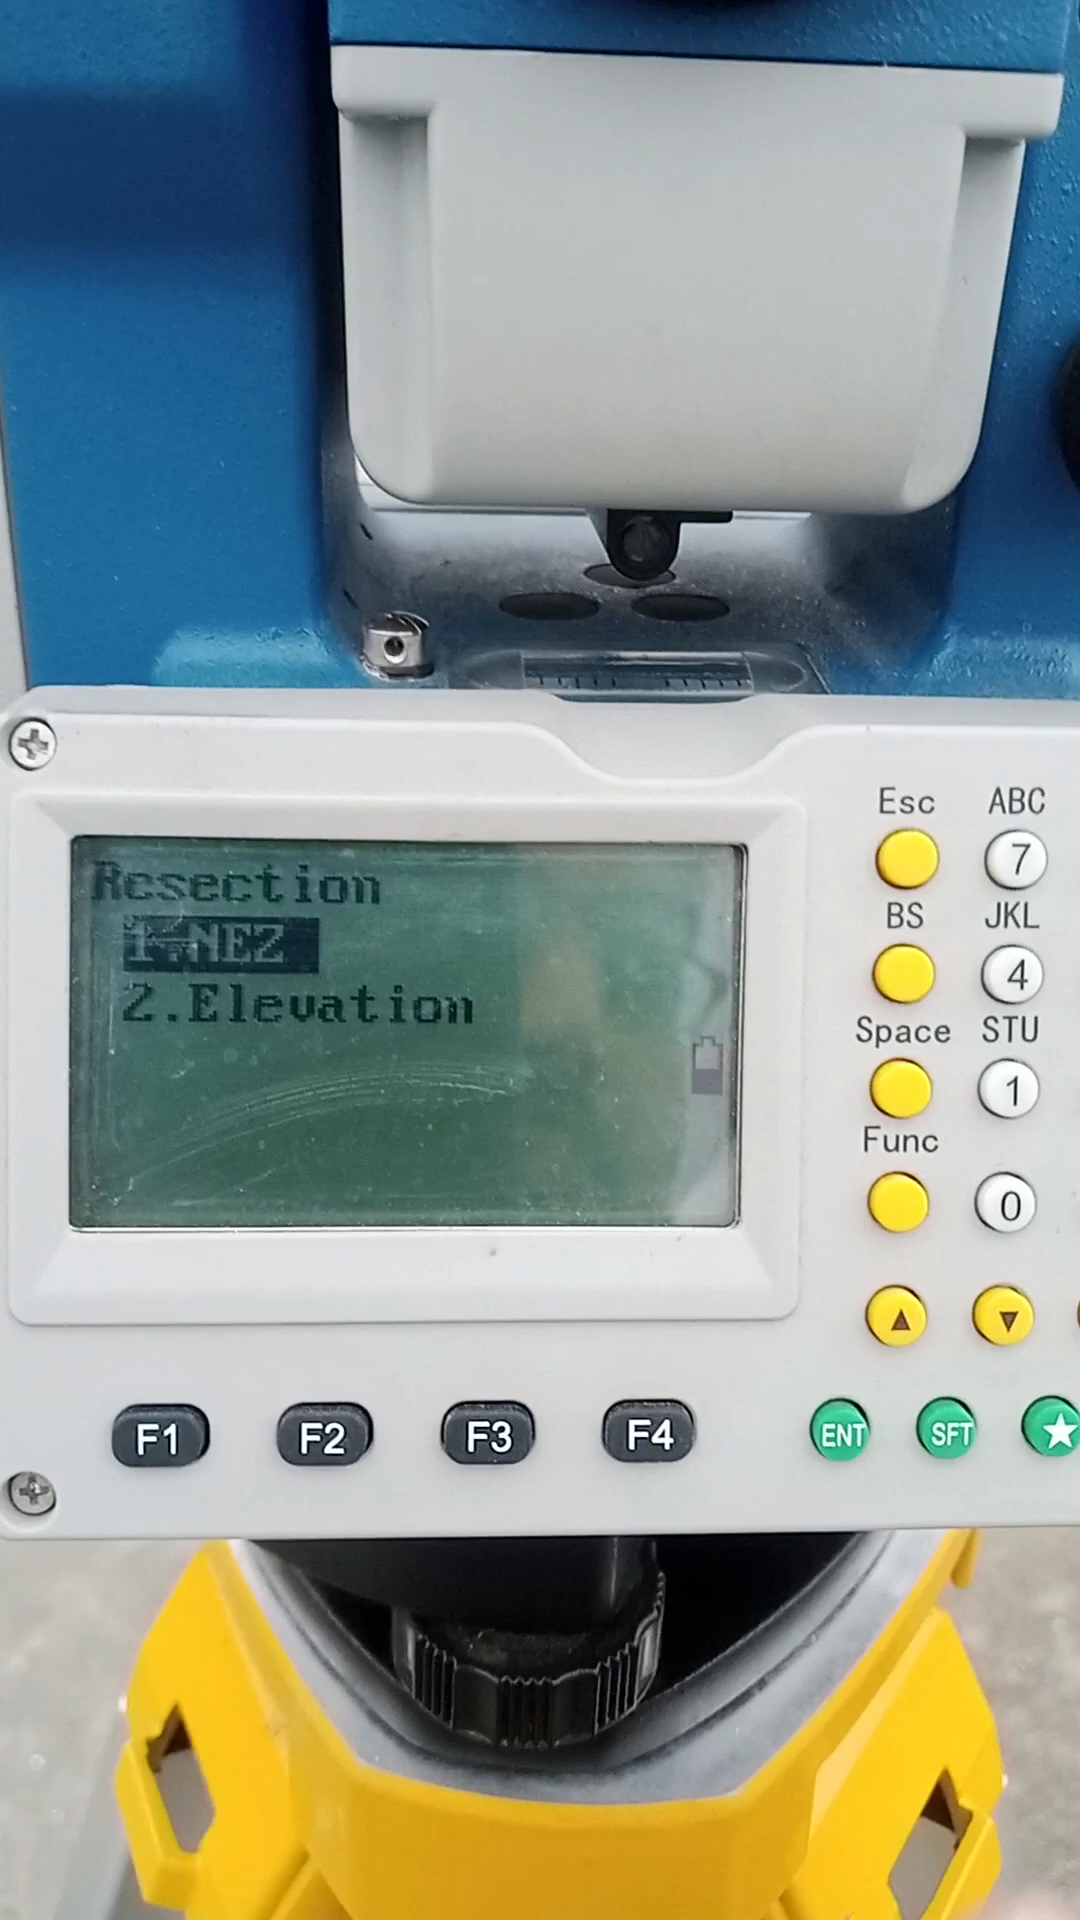 Resection
1.NEZ
2.Elevation
Esc ABC
7
BS JKL
4
Space STU
1
Func
0
F1 F2 F3 F4 ENT SFT